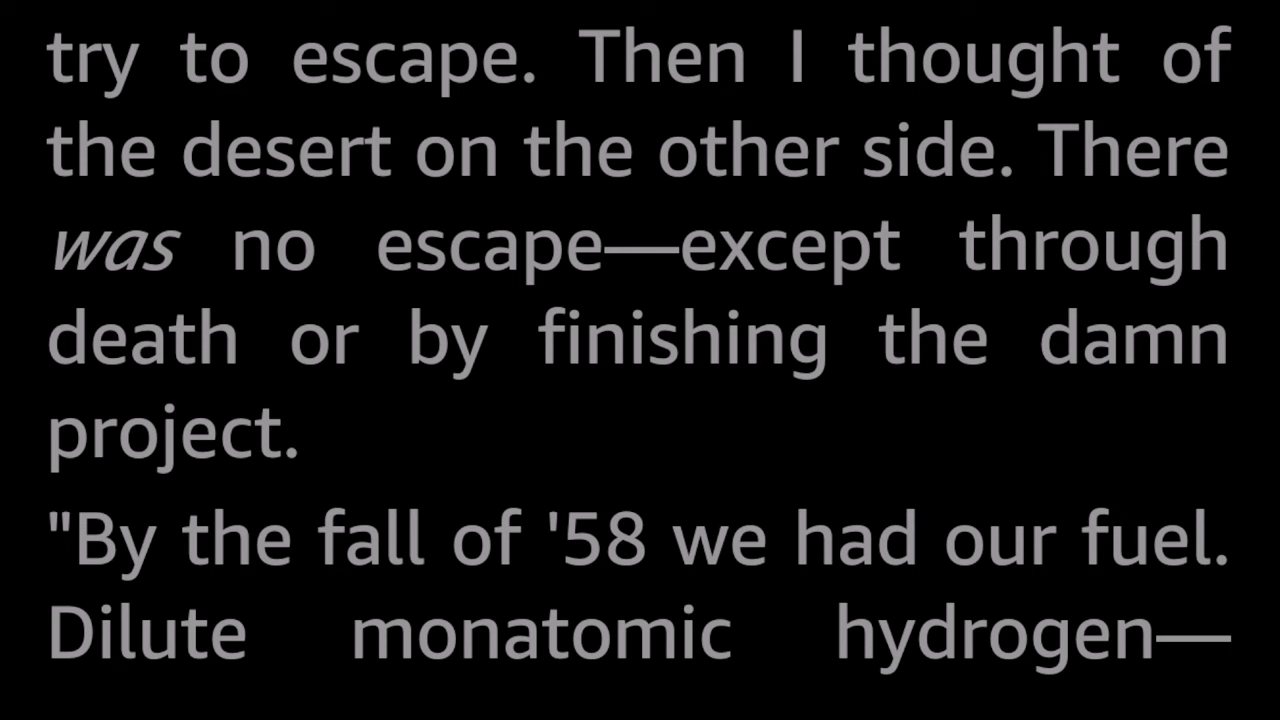 try to escape. Then I thought of
the desert on the other side. There
was no escape—except through
death or by finishing the damn
project.
"By the fall of '58 we had our fuel.
Dilute monatomic hydrogen—